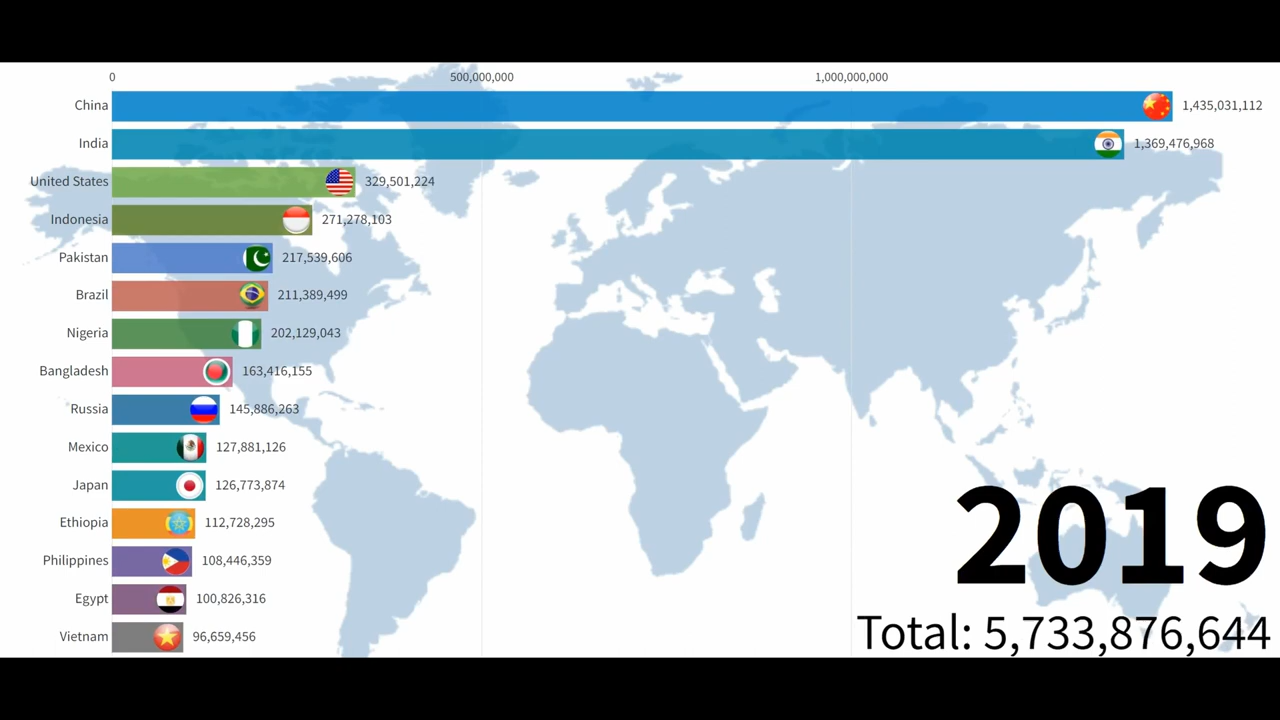 0 500,000,000 1,000,000,000
China 1,435,031,112
India 1,369,476,968
United States 329,501,224
Indonesia 271,278,103
Pakistan 217,539,606
Brazil 211,389,499
Nigeria 202,129,043
Bangladesh 163,416,155
Russia 145,886,263
Mexico 127,881,126
Japan 126,773,874
Ethiopia 112,728,295
Philippines 108,446,359
Egypt 100,826,316
Vietnam 96,659,456
2019
Total: 5,733,876,644